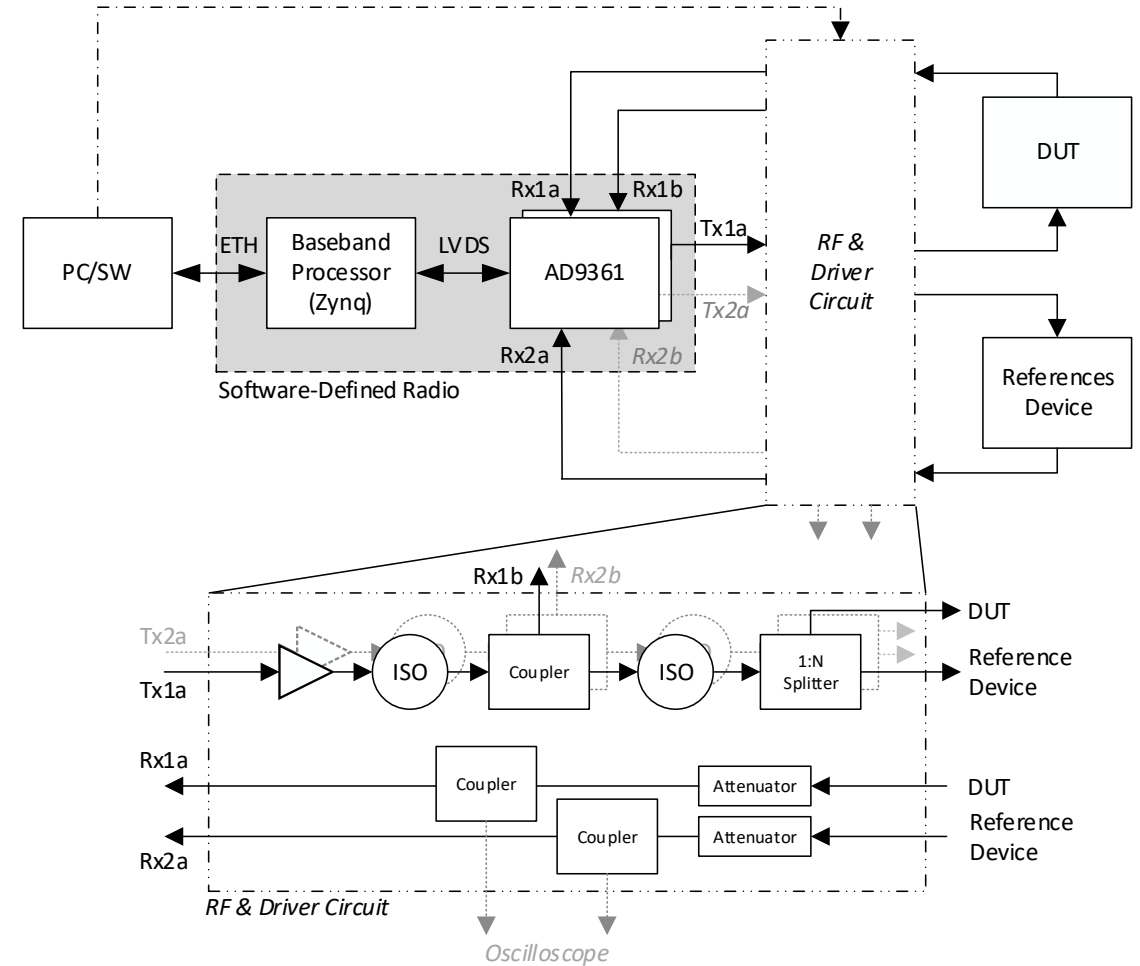 Rx1a
Rx1b
DUT
PC/SW
ETH
Baseband
Processor
(Zynq)
LVDS
AD9361
Tx1a
Tx2a
RF &
Driver
Circuit
Rx2a
Rx2b
Software-Defined Radio
References
Device
Rx1b
Rx2b
DUT
Tx2a
Tx1a
ISO
Coupler
ISO
1:N
Splitter
Reference
Device
Rx1a
Coupler
Attenuator
DUT
Rx2a
Coupler
Attenuator
Reference
Device
RF & Driver Circuit
Oscilloscope